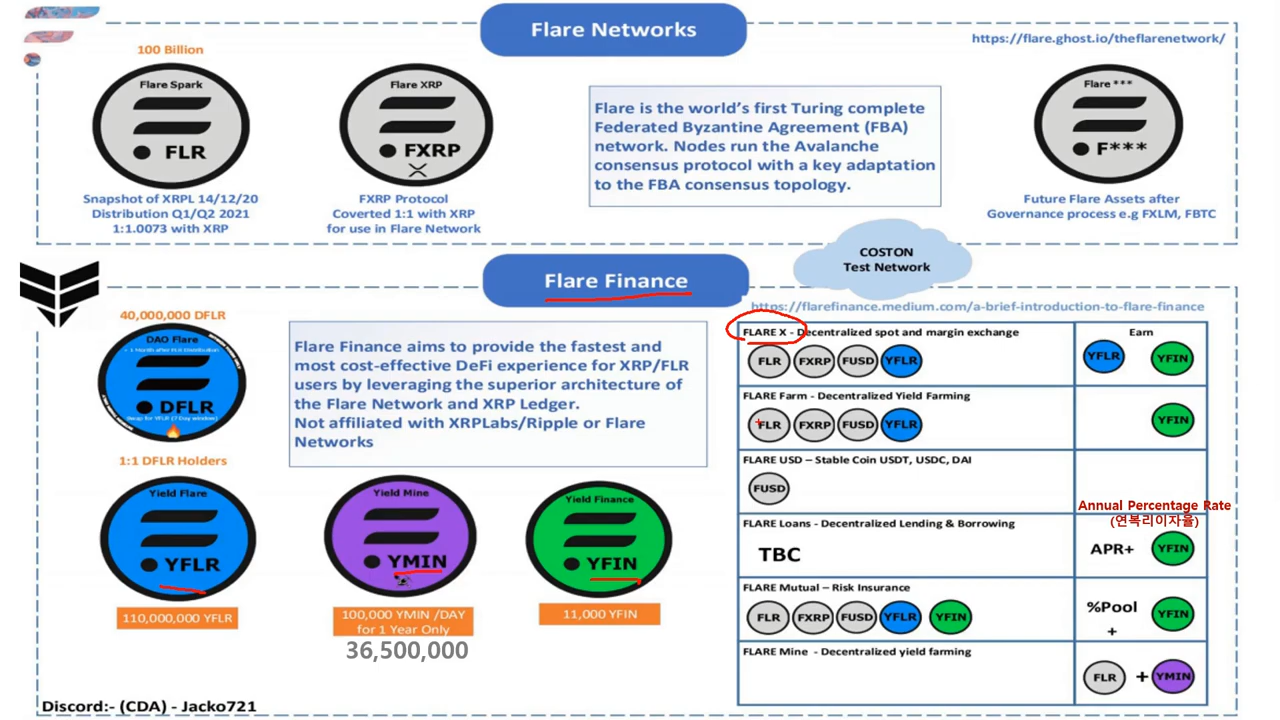 Flare Networks
https://flare.ghost.io/theflarenetwork/
100 Billion
Flare Spark
FLR
Snapshot of XRPL 14/12/20
Distribution Q1/Q2 2021
1:1.0073 with XRP
Flare XRP
FXRP
FXRP Protocol
Coverted 1:1 with XRP
for use in Flare Network
Flare is the world's first Turing complete
Federated Byzantine Agreement (FBA)
network. Nodes run the Avalanche
consensus protocol with a key adaptation
to the FBA consensus topology.
Flare ***
F***
Future Flare Assets after
Governance process e.g FXLM, FBTC
COSTON
Test Network
Flare Finance
https://flarefinance.medium.com/a-brief-introduction-to-flare-finance
40,000,000 DFLR
DAO Flare
+ 1 Month after FLR Distribution
DFLR
Swap for YFLR (7 Day window)
1:1 DFLR Holders
Flare Finance aims to provide the fastest and
most cost-effective DeFi experience for XRP/FLR
users by leveraging the superior architecture of
the Flare Network and XRP Ledger.
Not affiliated with XRPLabs/Ripple or Flare
Networks
Yield Flare
YFLR
110,000,000 YFLR
Yield Mine
YMIN
100,000 YMIN /DAY
for 1 Year Only
36,500,000
Yield Finance
YFIN
11,000 YFIN
FLARE X - Decentralized spot and margin exchange
FLR FXRP FUSD YFLR
Earn
YFLR YFIN
FLARE Farm - Decentralized Yield Farming
FLR FXRP FUSD YFLR
YFIN
FLARE USD – Stable Coin USDT, USDC, DAI
FUSD
Annual Percentage Rate
(연복리이자율)
FLARE Loans - Decentralized Lending & Borrowing
TBC
APR+ YFIN
FLARE Mutual – Risk Insurance
FLR FXRP FUSD YFLR YFIN
%Pool YFIN
+
FLARE Mine - Decentralized yield farming
FLR + YMIN
Discord:- (CDA) - Jacko721